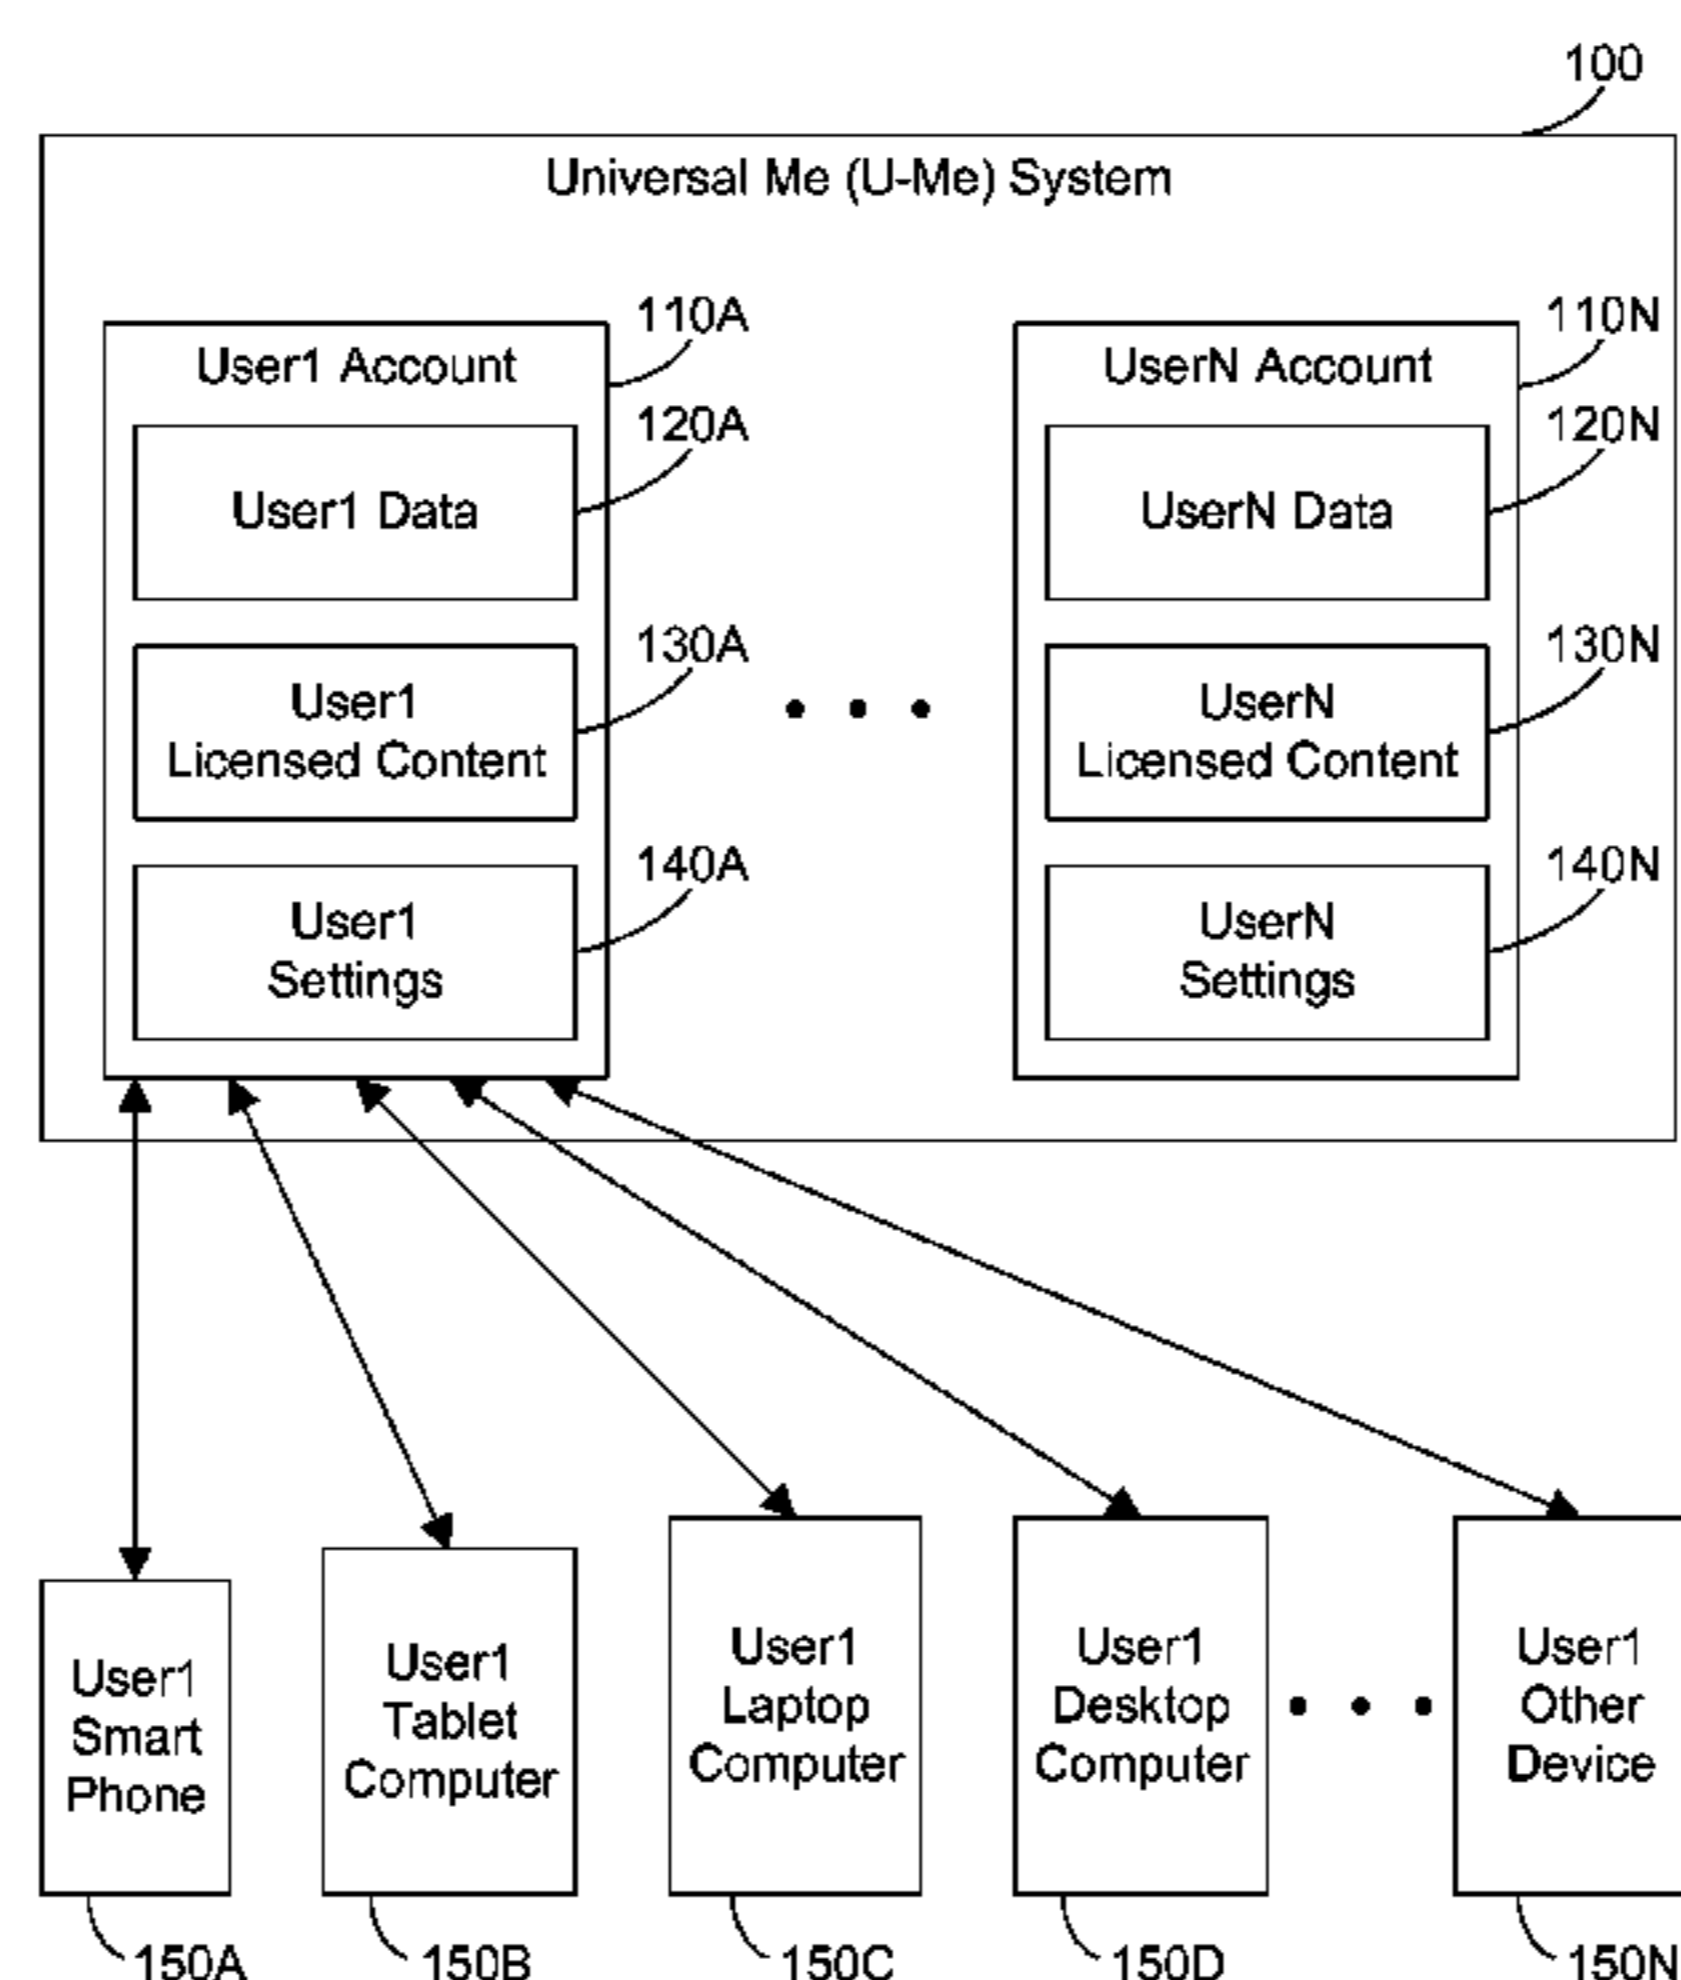 100
Universal Me (U-Me) System
110A
User1 Account
120A
User1 Data
130A
User1
Licensed Content
140A
User1
Settings
110N
UserN Account
120N
UserN Data
130N
UserN
Licensed Content
140N
UserN
Settings
User1
Smart
Phone
150A
User1
Tablet
Computer
150B
User1
Laptop
Computer
150C
User1
Desktop
Computer
150D
User1
Other
Device
150N